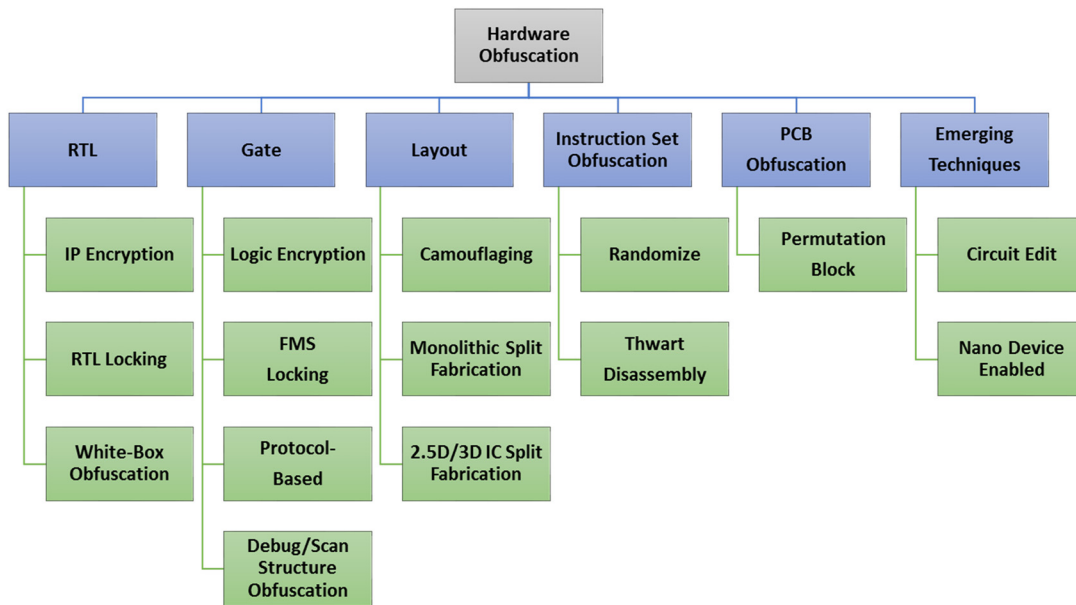 Hardware
Obfuscation
RTL
Gate
Layout
Instruction Set
Obfuscation
PCB
Obfuscation
Emerging
Techniques
IP Encryption
Logic Encryption
Camouflaging
Randomize
Permutation
Block
Circuit Edit
RTL Locking
FMS
Locking
Monolithic Split
Fabrication
Thwart
Disassembly
Nano Device
Enabled
White-Box
Obfuscation
Protocol-
Based
2.5D/3D IC Split
Fabrication
Debug/Scan
Structure
Obfuscation